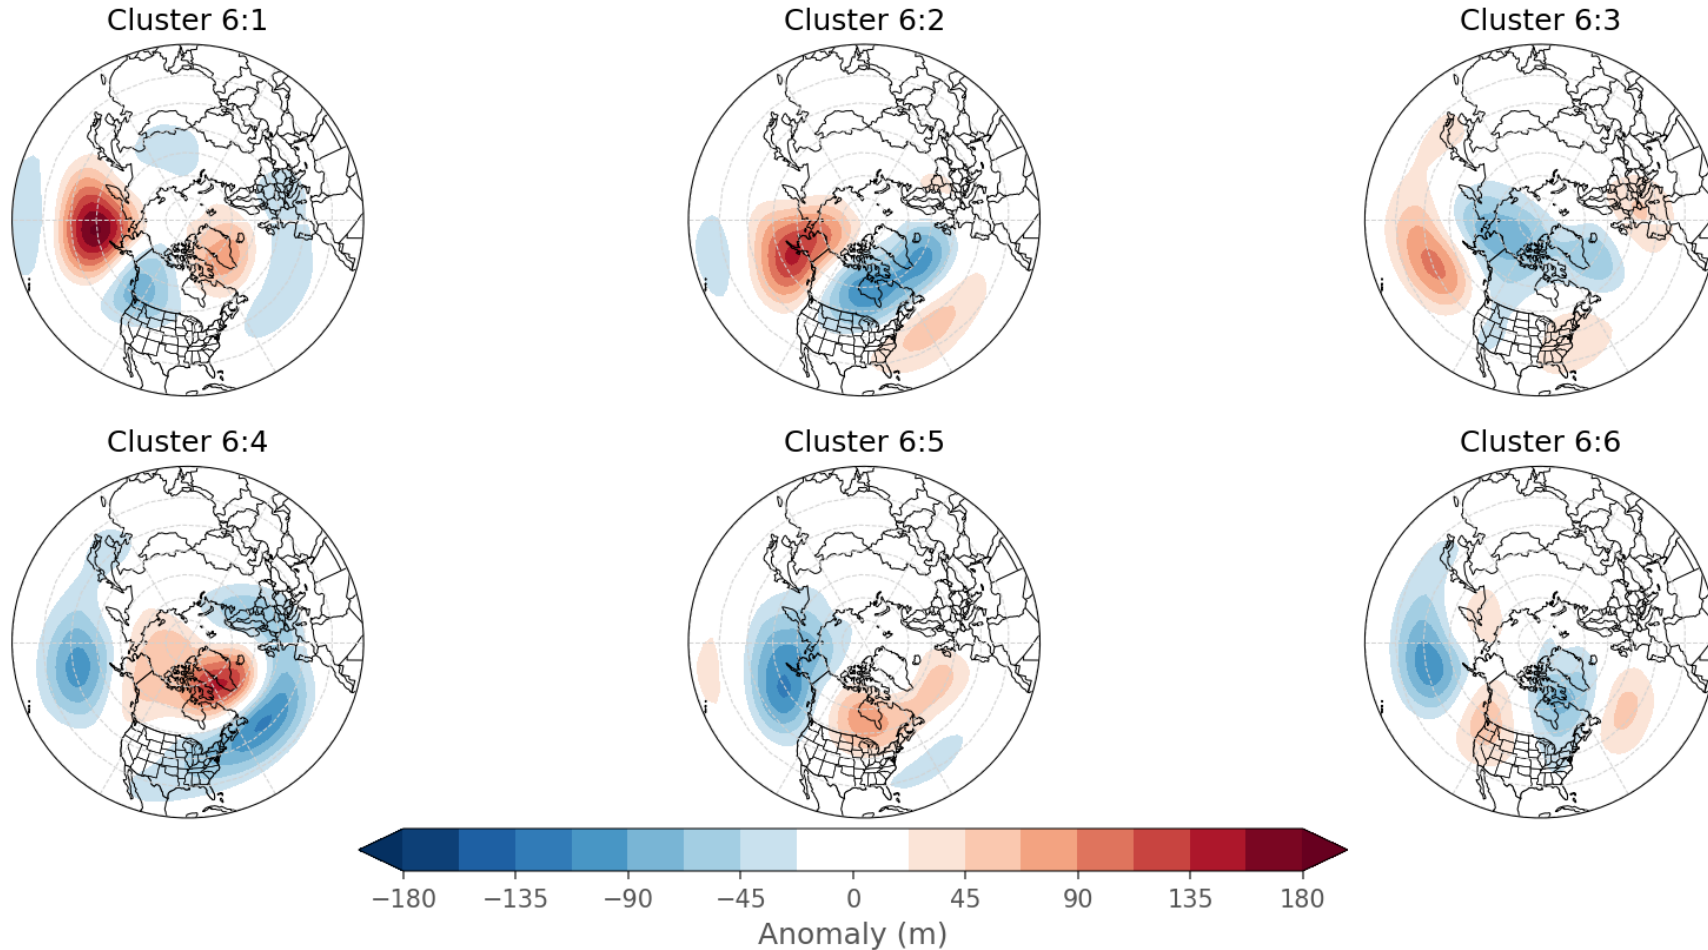 Cluster 6:1
Cluster 6:2
Cluster 6:3
Cluster 6:4
Cluster 6:5
Cluster 6:6
−180 −135 −90 −45 0 45 90 135 180
Anomaly (m)